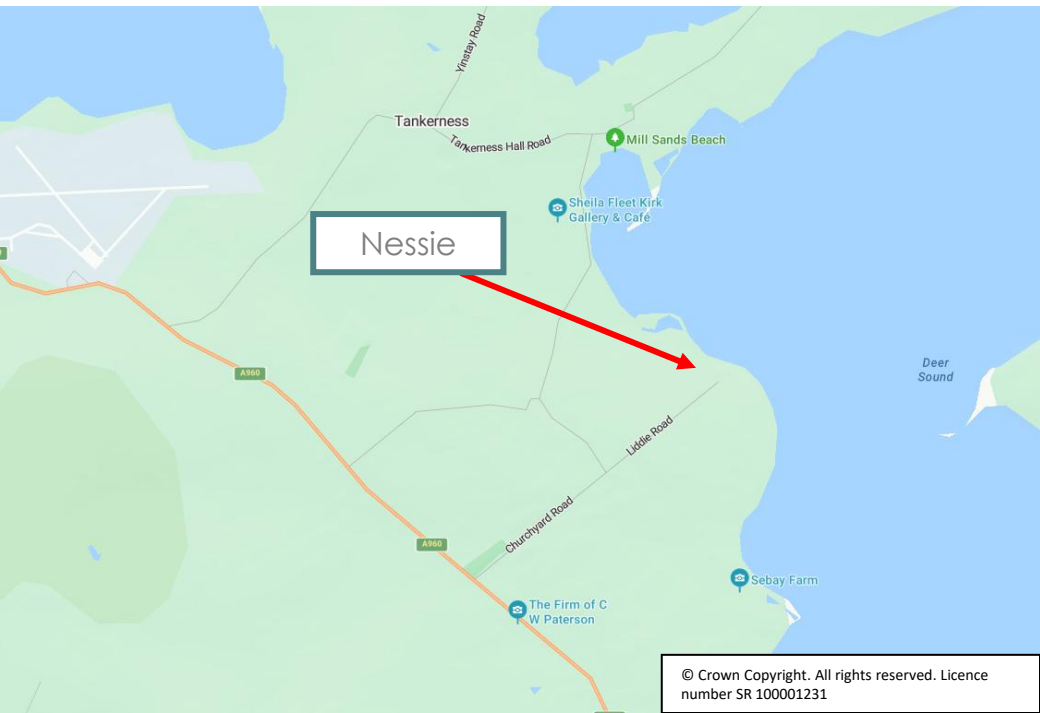 Yinstay Road
Tankerness
Tankerness Hall Road
Mill Sands Beach
Sheila Fleet Kirk
Gallery & Café
Nessie
Deer
Sound
A960
Liddie Road
Churchyard Road
A960
Sebay Farm
The Firm of C
W Paterson
© Crown Copyright. All rights reserved. Licence
number SR 100001231